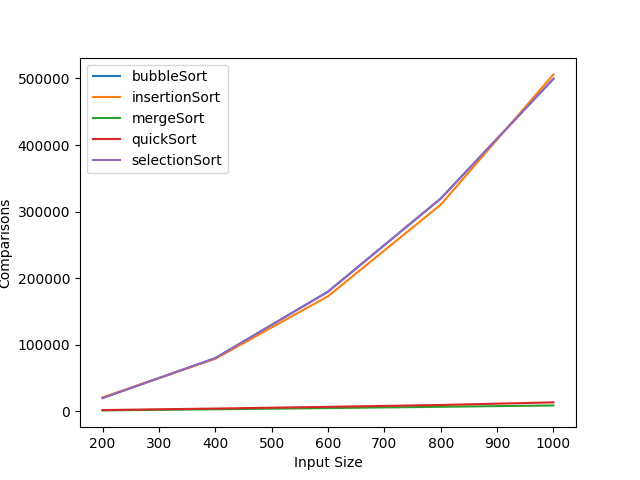 500000
400000
300000
200000
100000
0
Comparisons
bubbleSort
insertionSort
mergeSort
quickSort
selectionSort
200 300 400 500 600 700 800 900 1000
Input Size